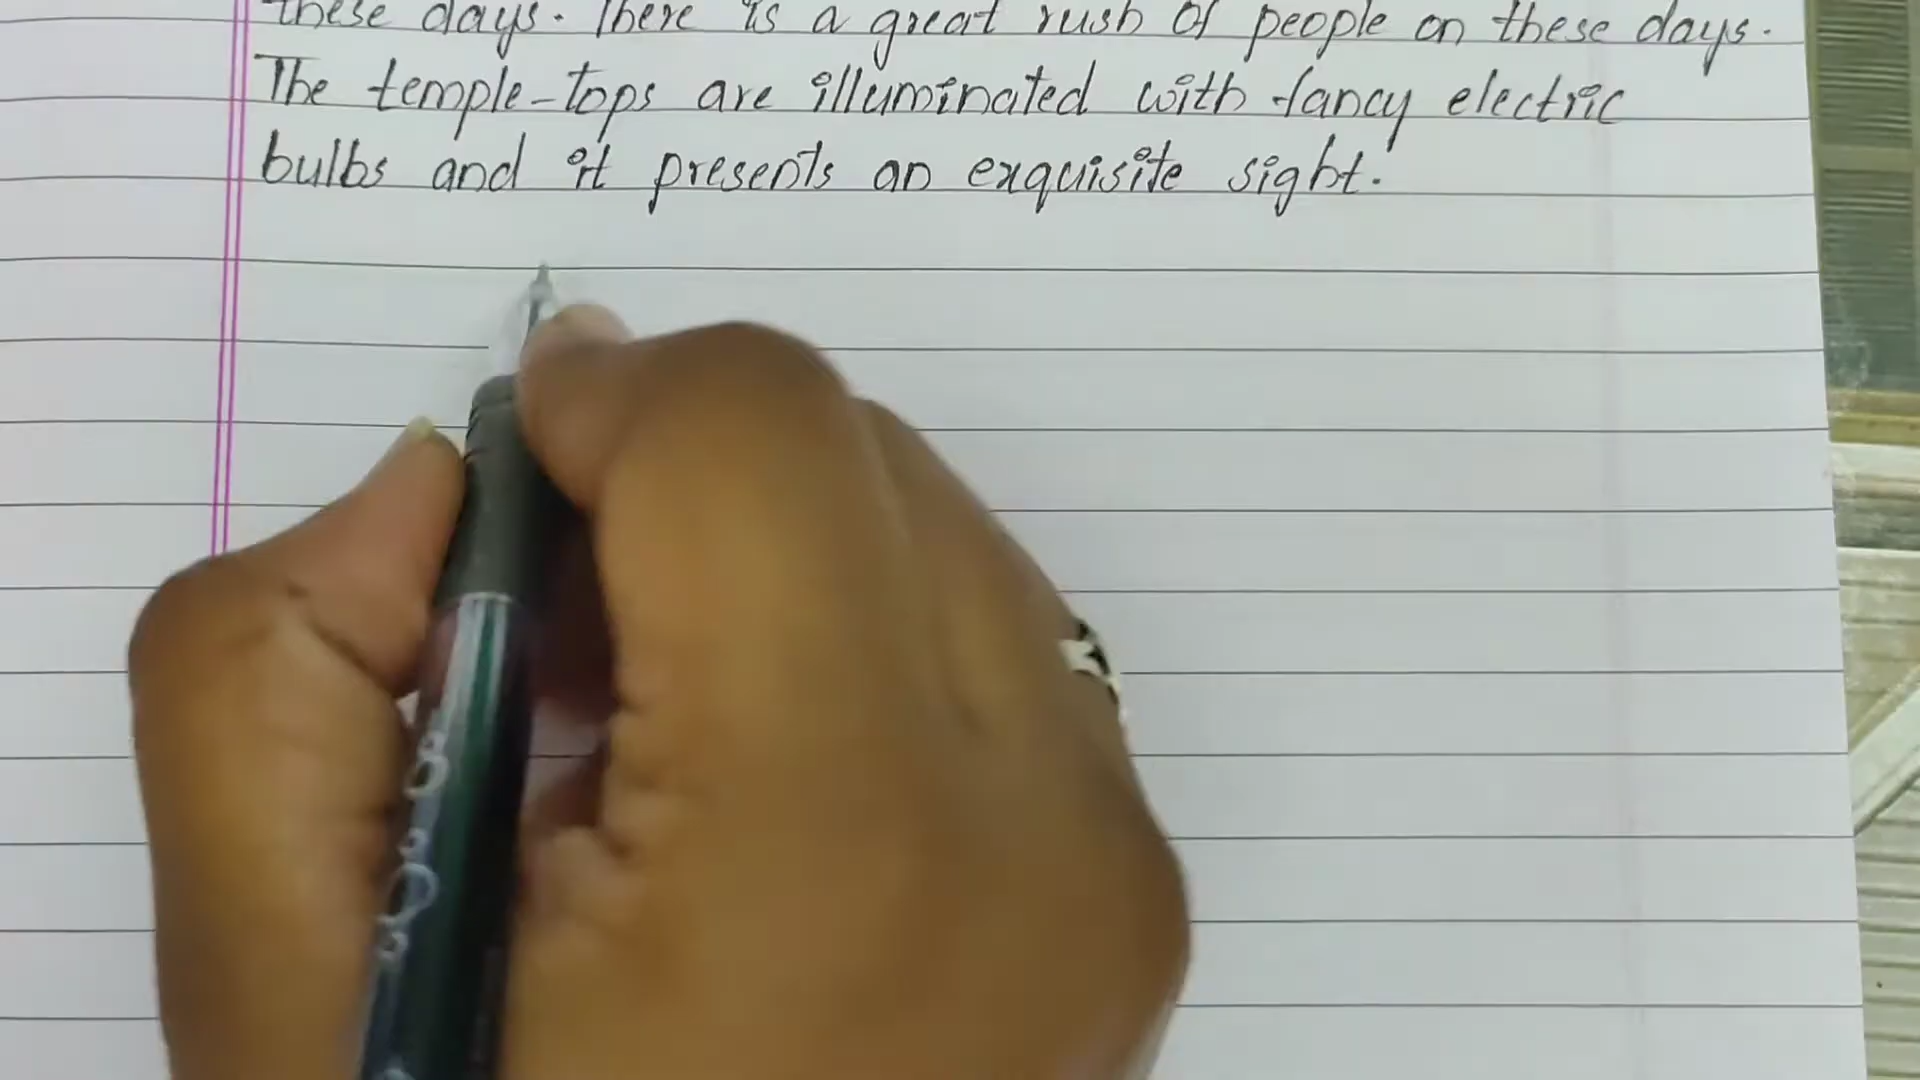 these days. There is a great rush of people on these days.
The temple-tops are illuminated with fancy electric
bulbs and it presents an exquisite sight.